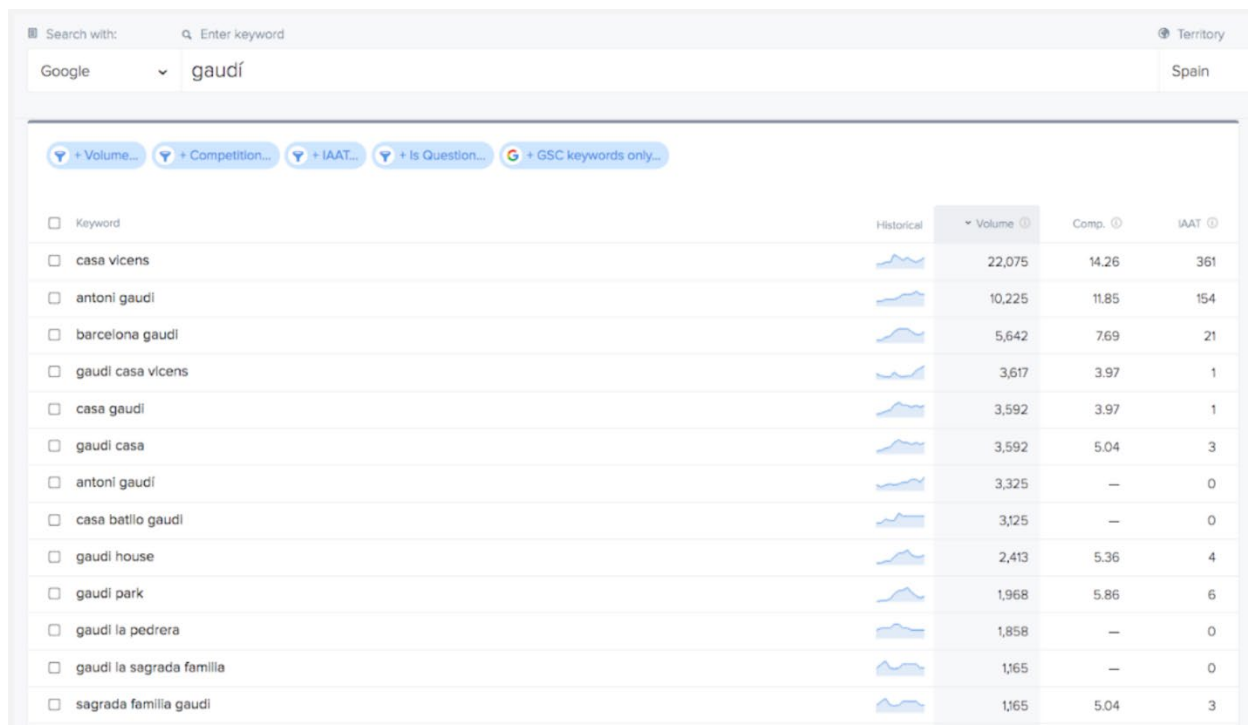 Search with: Enter keyword Territory
Google gaudí Spain
+ Volume... + Competition... + IAAT... + Is Question... + GSC keywords only...
Keyword Historical Volume Comp. IAAT
casa vicens 22,075 14.26 361
antoni gaudi 10,225 11.85 154
barcelona gaudi 5,642 7.69 21
gaudi casa vicens 3,617 3.97 1
casa gaudi 3,592 3.97 1
gaudi casa 3,592 5.04 3
antoni gaudí 3,325 — 0
casa batllo gaudi 3,125 — 0
gaudi house 2,413 5.36 4
gaudi park 1,968 5.86 6
gaudi la pedrera 1,858 — 0
gaudi la sagrada familia 1,165 — 0
sagrada familia gaudi 1,165 5.04 3